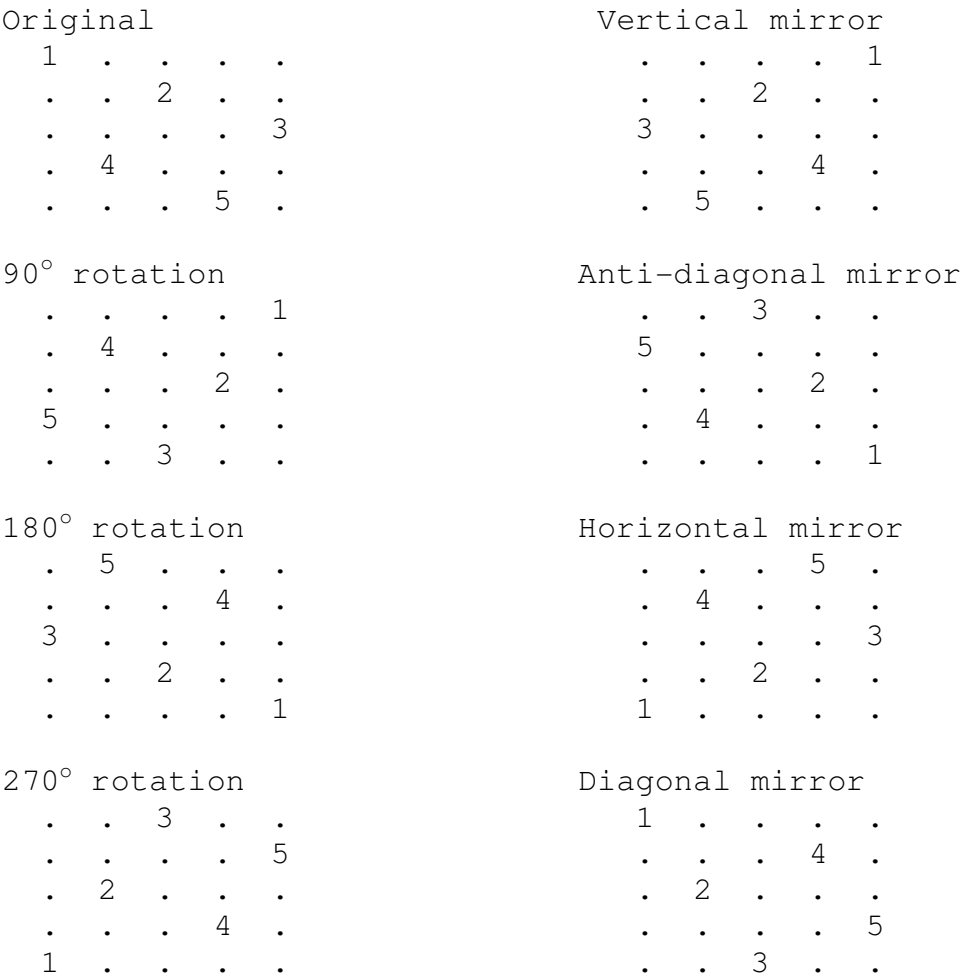 Original                Vertical mirror
1 . . . .               . . . . 1
. . 2 . .               . . 2 . .
. . . . 3               3 . . . .
. 4 . . .               . . . 4 .
. . . 5 .               . 5 . . .
90° rotation            Anti-diagonal mirror
. . . . 1               . . 3 . .
. 4 . . .               5 . . . .
. . . 2 .               . . . 2 .
5 . . . .               . 4 . . .
. . 3 . .               . . . . 1
180° rotation           Horizontal mirror
. 5 . . .               . . . 5 .
. . . 4 .               . 4 . . .
3 . . . .               . . . . 3
. . 2 . .               . . 2 . .
. . . . 1               1 . . . .
270° rotation           Diagonal mirror
. . 3 . .               1 . . . .
. . . . 5               . . . 4 .
. 2 . . .               . 2 . . .
. . . 4 .               . . . . 5
1 . . . .               . . 3 . .